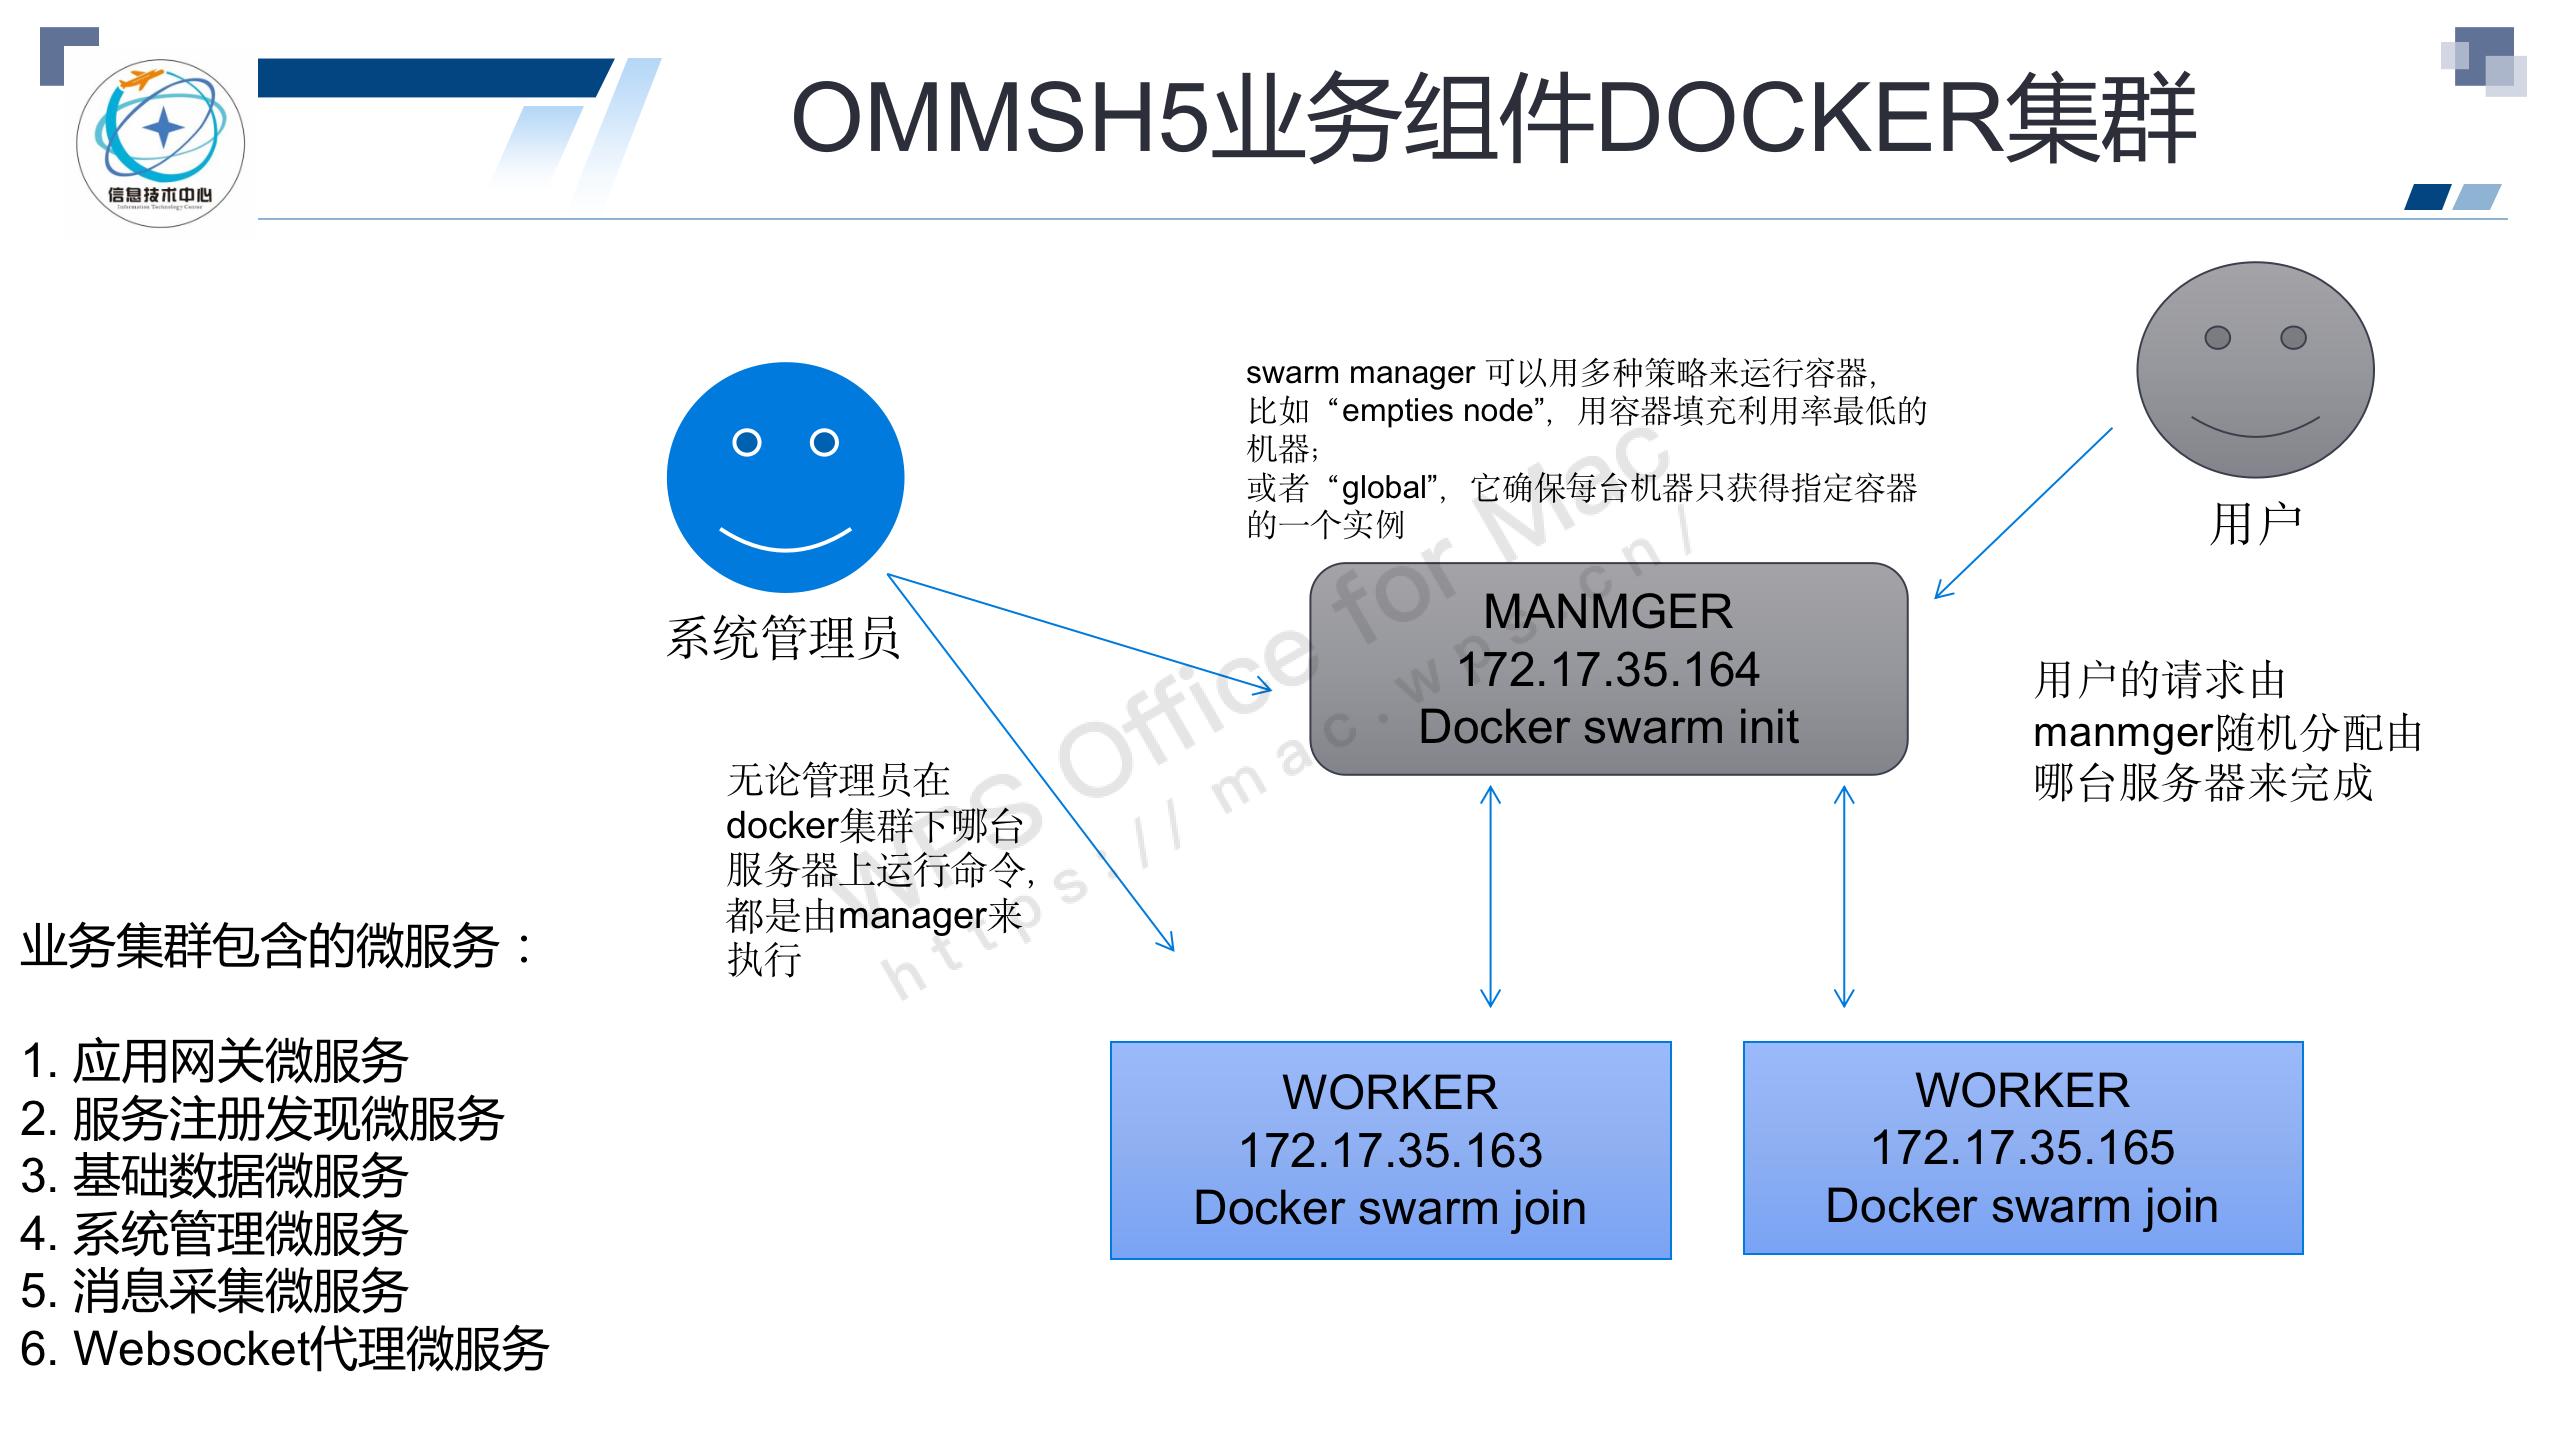 OMMSH5业务组件DOCKER集群
信息技术中心
Information Technology Center
swarm manager 可以用多种策略来运行容器,
比如“empties node”, 用容器填充利用率最低的
机器;
或者“global”, 它确保每台机器只获得指定容器
的一个实例
用户
系统管理员
MANMGER
172.17.35.164
Docker swarm init
用户的请求由
manmger随机分配由
哪台服务器来完成
无论管理员在
docker集群下哪台
服务器上运行命令,
都是由manager来
执行
WPS Office for Mac
https://mac.wps.cn/
业务集群包含的微服务：
1. 应用网关微服务
2. 服务注册发现微服务
3. 基础数据微服务
4. 系统管理微服务
5. 消息采集微服务
6. Websocket代理微服务
WORKER
172.17.35.163
Docker swarm join
WORKER
172.17.35.165
Docker swarm join